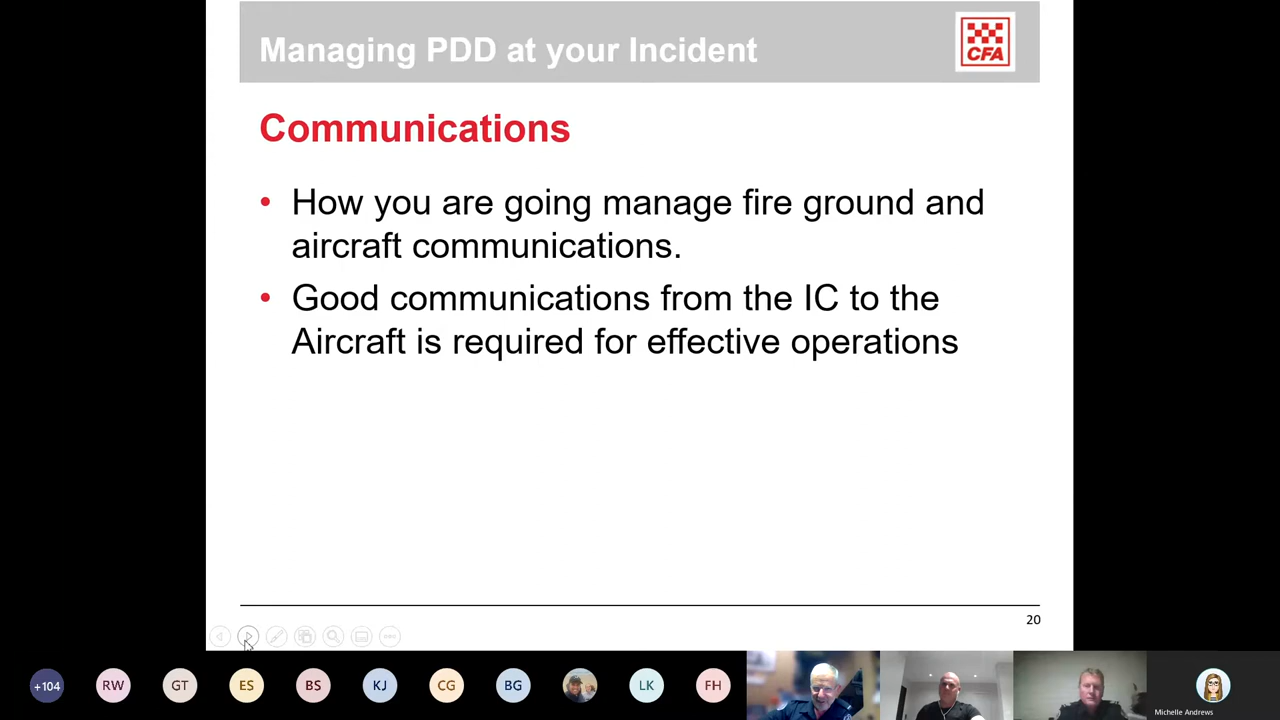 Managing PDD at your Incident
CFA
Communications
• How you are going manage fire ground and
aircraft communications.
• Good communications from the IC to the
Aircraft is required for effective operations
20
+104
RW
GT
ES
BS
KJ
CG
BG
LK
FH
Michelle Andrews